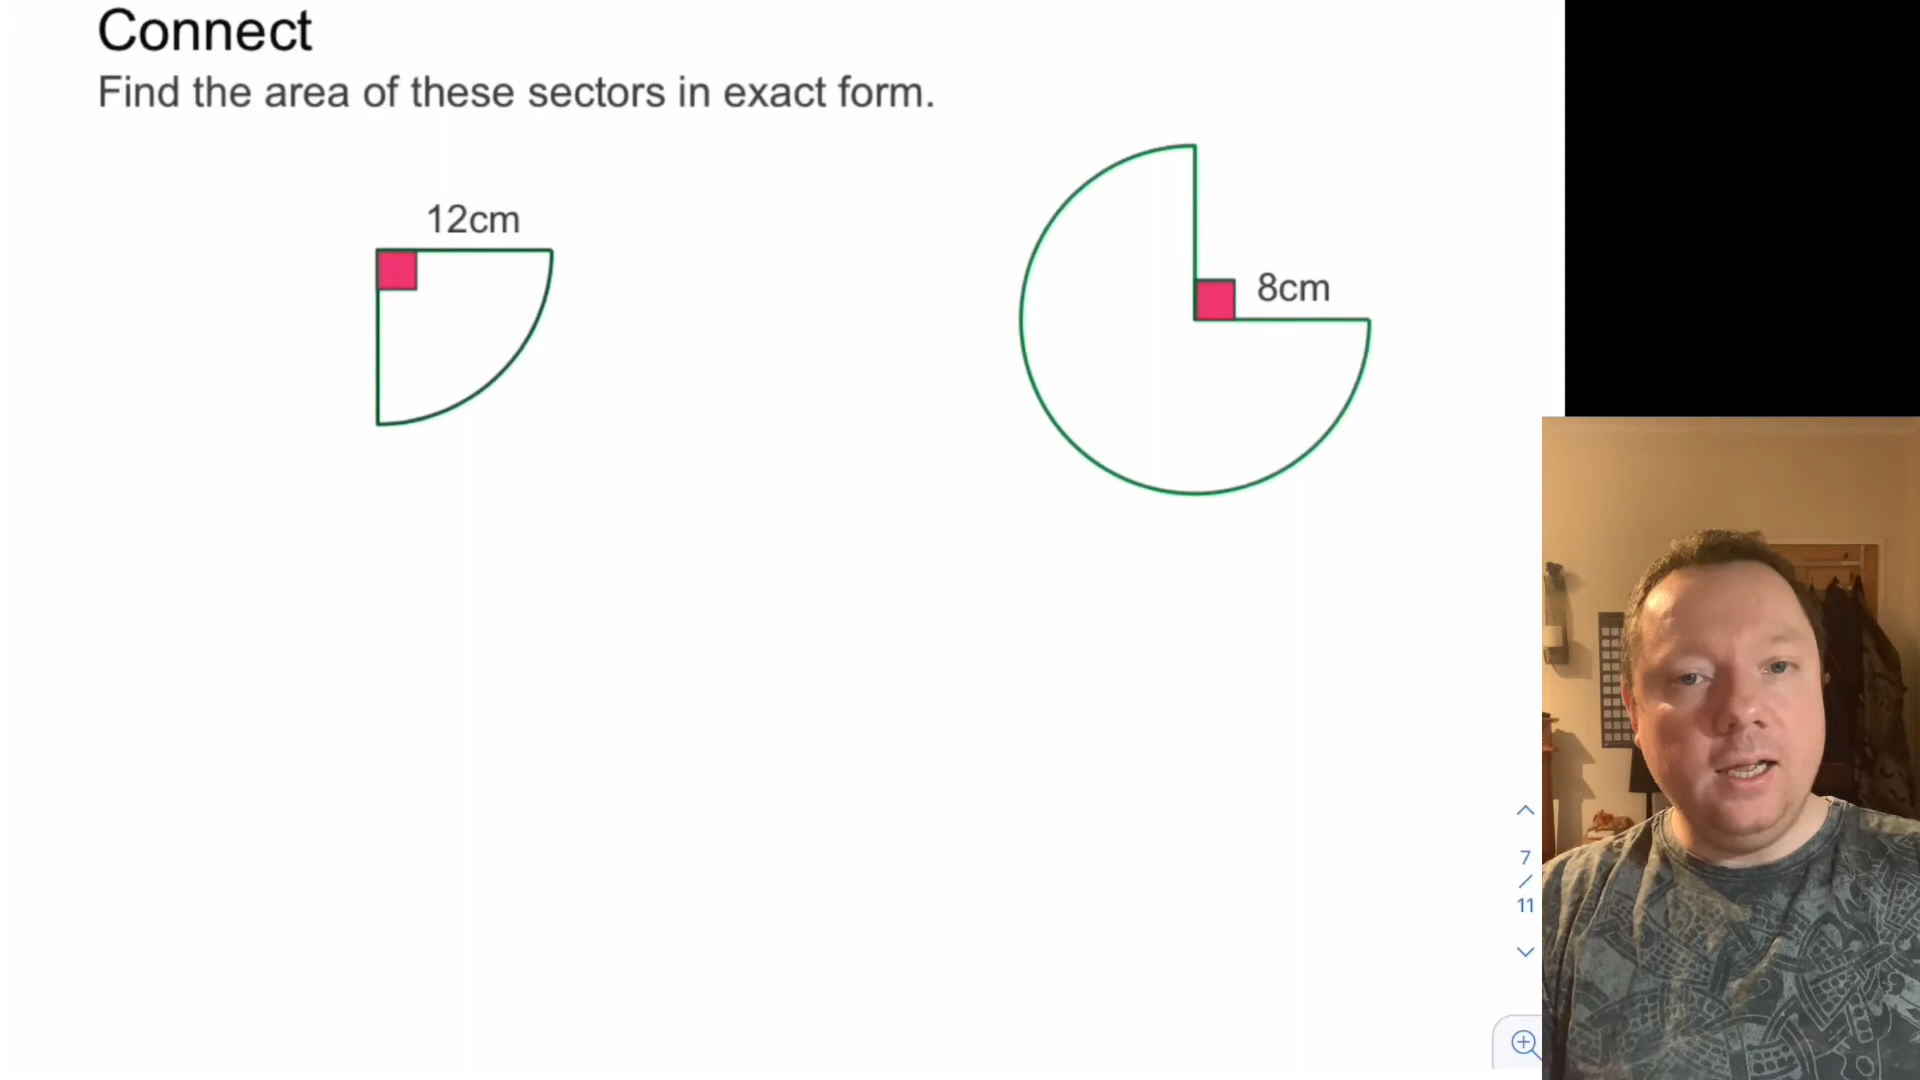 Connect
Find the area of these sectors in exact form.
12cm
8cm
7
/
11